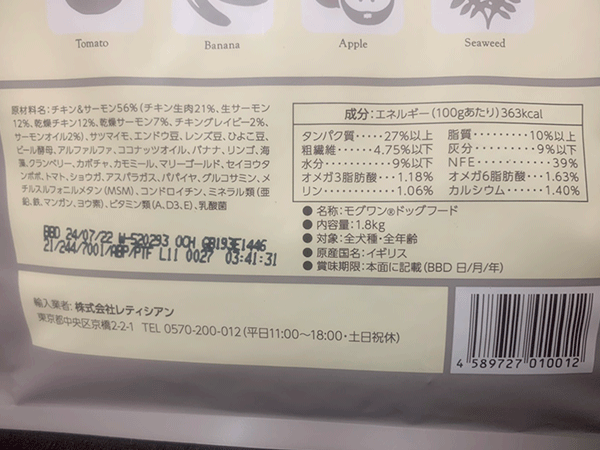 Tomato
Banana
Apple
Seaweed
原材料名:チキン&サーモン56%(チキン生肉21%、生サーモン
12%、乾燥チキン12%、乾燥サーモン7%、チキングレイビー2%、
サーモンオイル2%)、サツマイモ、エンドウ豆、レンズ豆、ひよこ豆、
ビール酵母、アルファルファ、ココナッツオイル、バナナ、リンゴ、海
藻、クランベリー、カボチャ、カモミール、マリーゴールド、セイヨウタ
ンポポ、トマト、ショウガ、アスパラガス、パパイヤ、グルコサミン、メ
チルスルフォニルメタン(MSM)、コンドロイチン、ミネラル類(亜
鉛、鉄、マンガン、ヨウ素)、ビタミン類(A、D3、E)、乳酸菌
BBD 24/07/22 W-520293 OCH GB193E1446
21/244/7001/ABP/PTF L11 0027 03:41:31
成分:エネルギー(100gあたり)363kcal
タンパク質・・・・・27%以上 脂質・・・・・・・・10%以上
粗繊維・・・・・4.75%以下 灰分・・・・・・・・・9%以下
水分・・・・・・・・・9%以下 NFE・・・・・・・・・・・39%
オメガ3脂肪酸・・・1.18% オメガ6脂肪酸・・・1.63%
リン・・・・・・・・・・1.06% カルシウム・・・・・1.40%
●名称:モグワン®ドッグフード
●内容量:1.8kg
●対象:全犬種・全年齢
●原産国名:イギリス
●賞味期限:本面に記載(BBD 日/月/年)
輸入業者:株式会社レティシアン
東京都中央区京橋2-2-1 TEL 0570-200-012(平日11:00~18:00・土日祝休)
4 589727 010012